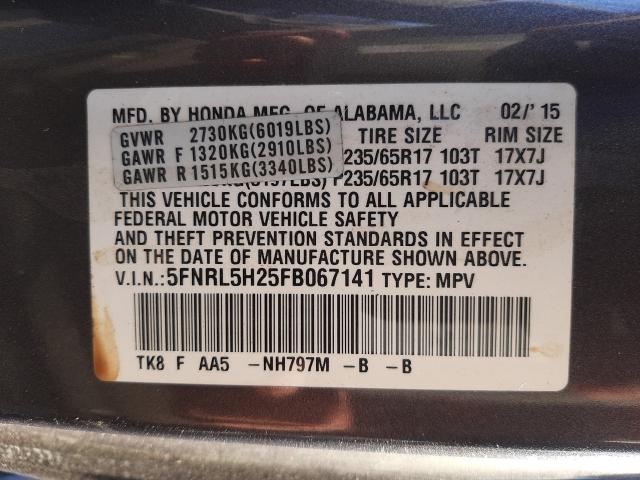 MFD. BY HONDA MFG. OF ALABAMA, LLC 02/'15
GVWR 2730KG(6019LBS) TIRE SIZE RIM SIZE
GAWR F 1320KG(2910LBS) P235/65R17 103T 17X7J
GAWR R 1515KG(3340LBS) P235/65R17 103T 17X7J
THIS VEHICLE CONFORMS TO ALL APPLICABLE
FEDERAL MOTOR VEHICLE SAFETY
AND THEFT PREVENTION STANDARDS IN EFFECT
ON THE DATE OF MANUFACTURE SHOWN ABOVE.
V.I.N.:5FNRL5H25FB067141 TYPE: MPV
TK8 F AA5 -NH797M -B -B